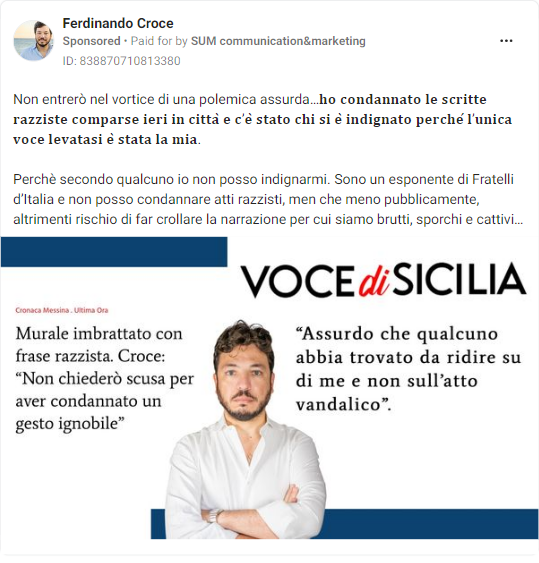 Ferdinando Croce
Sponsored • Paid for by SUM communication&marketing
ID: 838870710813380
Non entrerò nel vortice di una polemica assurda...ho condannato le scritte
razziste comparse ieri in città e c'è stato chi si è indignato perché l'unica
voce levatasi è stata la mia.
Perchè secondo qualcuno io non posso indignarmi. Sono un esponente di Fratelli
d'Italia e non posso condannare atti razzisti, men che meno pubblicamente,
altrimenti rischio di far crollare la narrazione per cui siamo brutti, sporchi e cattivi...
VOCE di SICILIA
Cronaca Messina . Ultima Ora
Murale imbrattato con
frase razzista. Croce:
“Non chiederò scusa per
aver condannato un
gesto ignobile”
“Assurdo che qualcuno
abbia trovato da ridire su
di me e non sull'atto
vandalico”.